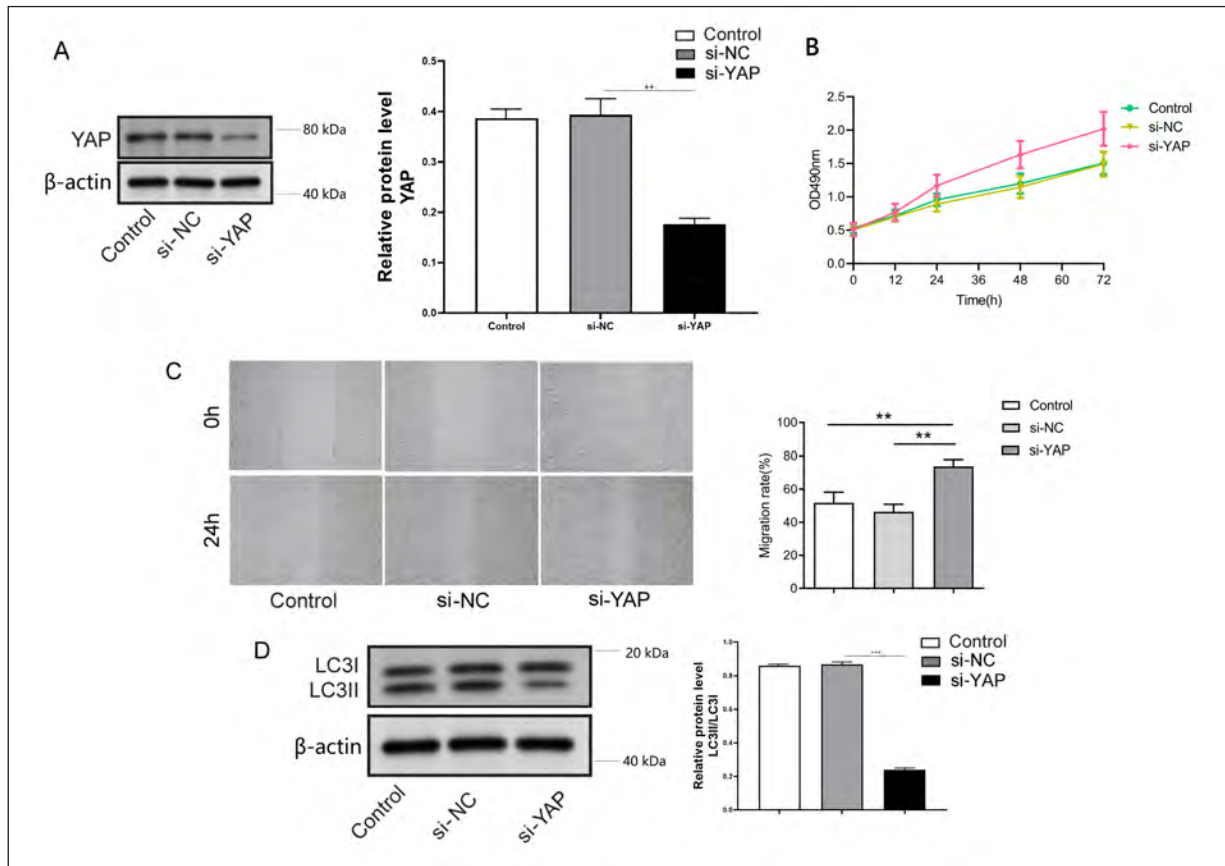 A
YAP
β-actin
80 kDa
40 kDa
Control
si-NC
si-YAP
Control
si-NC
si-YAP
**
Relative protein level
YAP
0.5
0.4
0.3
0.2
0.1
0.0
Control
si-NC
si-YAP
B
Control
si-NC
si-YAP
OD490nm
2.5
2.0
1.5
1.0
0.5
0.0
0
12
24
36
48
60
72
Time(h)
C
0h
24h
Control
si-NC
si-YAP
Control
si-NC
si-YAP
**
**
Migration rate(%)
100
80
60
40
20
0
D
LC3I
LC3II
β-actin
20 kDa
40 kDa
Control
si-NC
si-YAP
Control
si-NC
si-YAP
***
Relative protein level
LC3II/LC3I
1.0
0.8
0.6
0.4
0.2
0.0